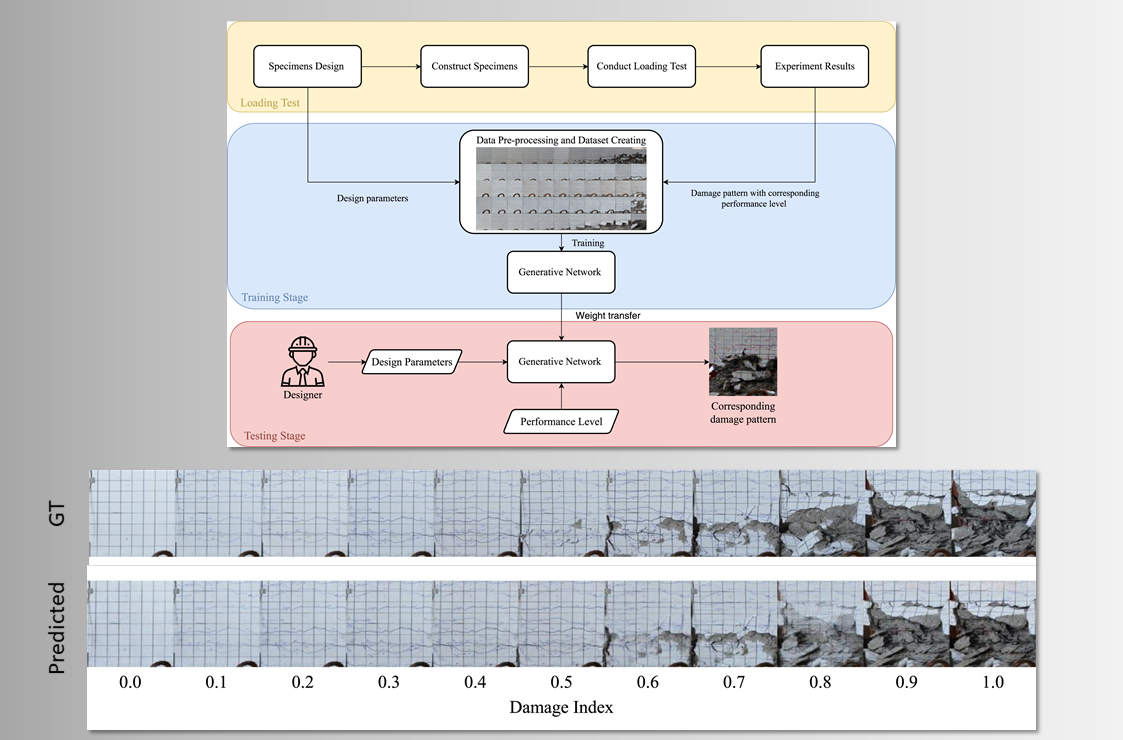 Specimens Design
Construct Specimens
Conduct Loading Test
Experiment Results
Loading Test
Data Pre-processing and Dataset Creating
Design parameters
Damage pattern with corresponding
performance level
Training
Generative Network
Training Stage
Weight transfer
Designer
Design Parameters
Generative Network
Corresponding
damage pattern
Performance Level
Testing Stage
GT
Predicted
0.0 0.1 0.2 0.3 0.4 0.5 0.6 0.7 0.8 0.9 1.0
Damage Index